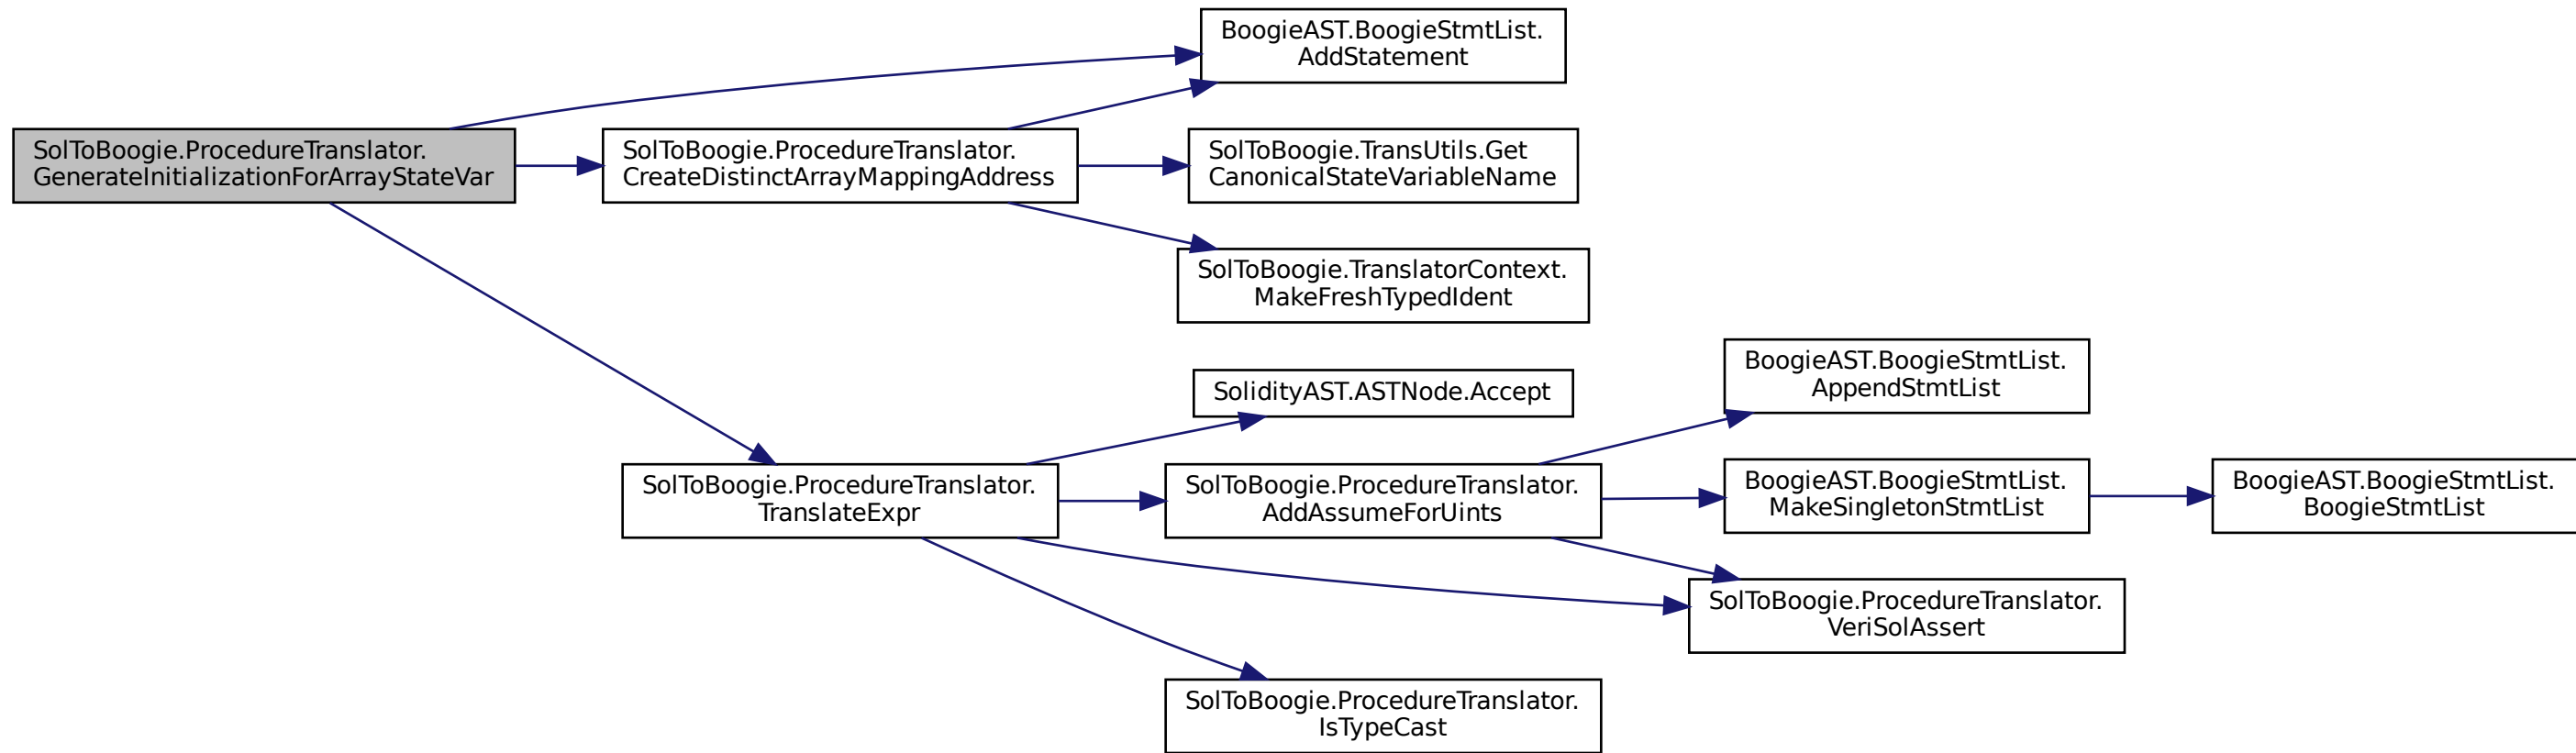 BoogieAST.BoogieStmtList.
AddStatement
SolToBoogie.ProcedureTranslator.
GenerateInitializationForArrayStateVar
SolToBoogie.ProcedureTranslator.
CreateDistinctArrayMappingAddress
SolToBoogie.TransUtils.Get
CanonicalStateVariableName
SolToBoogie.TranslatorContext.
MakeFreshTypedIdent
BoogieAST.BoogieStmtList.
AppendStmtList
SolidityAST.ASTNode.Accept
SolToBoogie.ProcedureTranslator.
TranslateExpr
SolToBoogie.ProcedureTranslator.
AddAssumeForUints
BoogieAST.BoogieStmtList.
MakeSingletonStmtList
BoogieAST.BoogieStmtList.
BoogieStmtList
SolToBoogie.ProcedureTranslator.
VeriSolAssert
SolToBoogie.ProcedureTranslator.
IsTypeCast